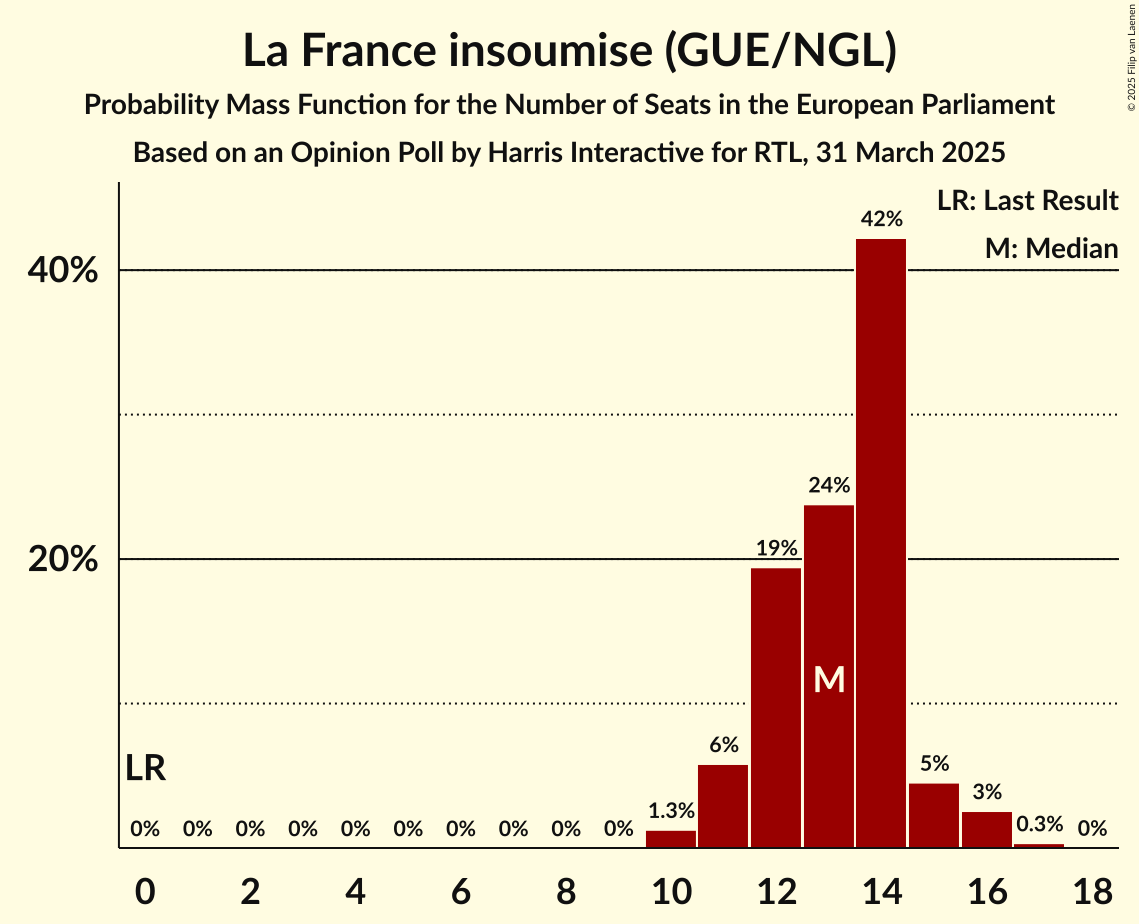 La France insoumise (GUE/NGL)
Probability Mass Function for the Number of Seats in the European Parliament
Based on an Opinion Poll by Harris Interactive for RTL, 31 March 2025
© 2025 Filip van Laenen
LR: Last Result
M: Median
40%
20%
42%
24%
19%
M
6%
5%
3%
1.3%
0.3%
LR
0% 0% 0% 0% 0% 0% 0% 0% 0% 0% 0%
0 2 4 6 8 10 12 14 16 18